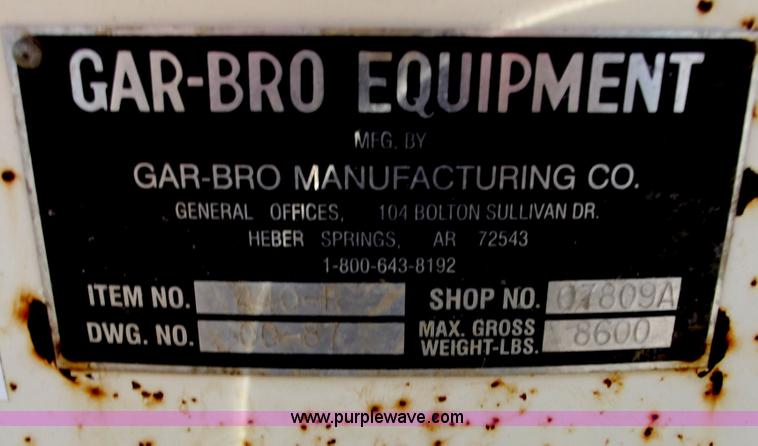 GAR-BRO EQUIPMENT
MFG. BY
GAR-BRO MANUFACTURING CO.
GENERAL OFFICES, 104 BOLTON SULLIVAN DR.
HEBER SPRINGS, AR 72543
1-800-643-8192
ITEM NO. SHOP NO. 07809A
DWG. NO. MAX. GROSS WEIGHT-LBS. 8600
www.purplewave.com